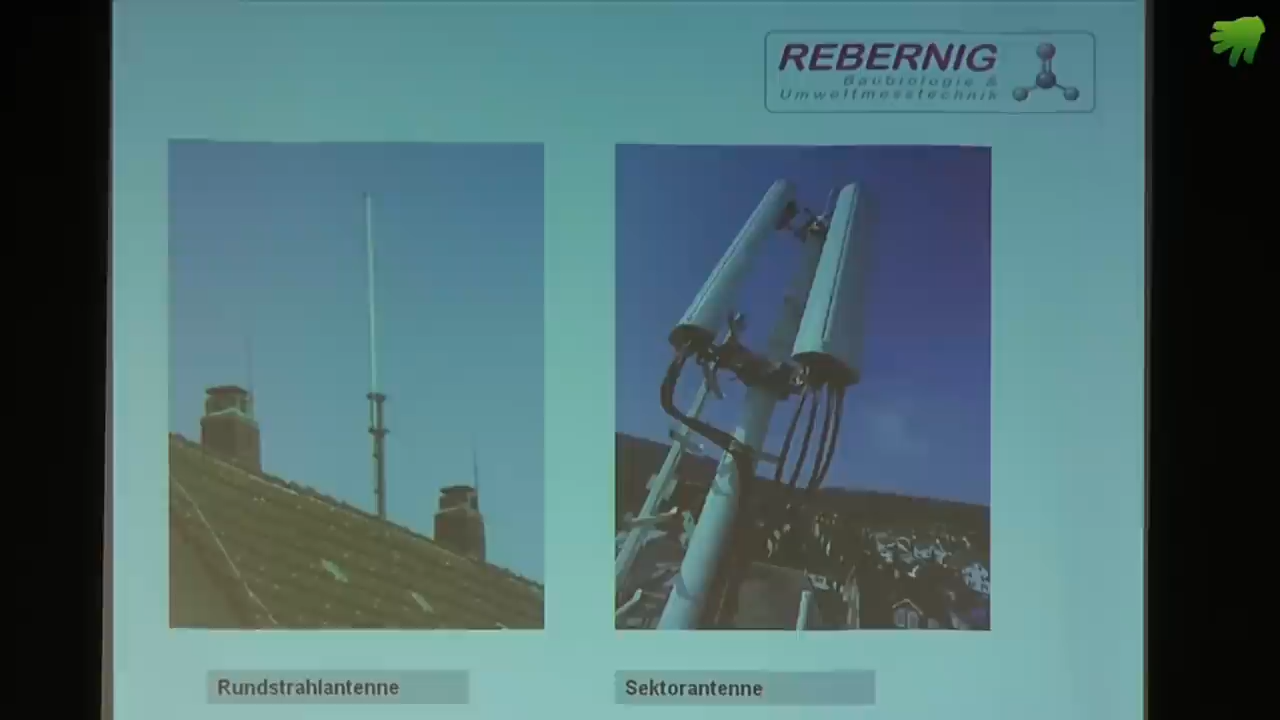 REBERNIG
Baubiologie &
Umweltmesstechnik
Rundstrahlantenne
Sektorantenne